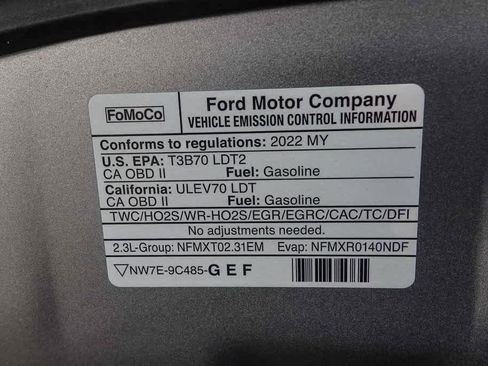 FoMoCo
Ford Motor Company
VEHICLE EMISSION CONTROL INFORMATION
Conforms to regulations: 2022 MY
U.S. EPA: T3B70 LDT2
CA OBD II Fuel: Gasoline
California: ULEV70 LDT
CA OBD II Fuel: Gasoline
TWC/HO2S/WR-HO2S/EGR/EGRC/CAC/TC/DFI
No adjustments needed.
2.3L-Group: NFMXT02.31EM Evap: NFMXR0140NDF
NW7E-9C485-G E F